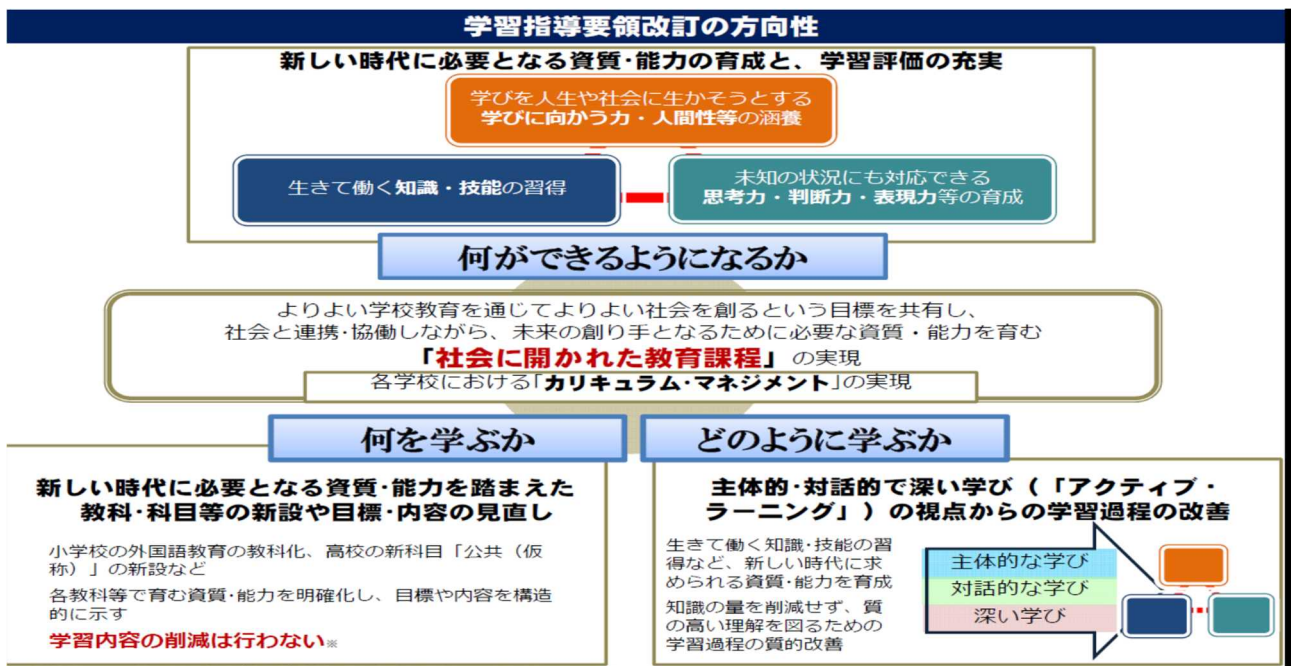 学習指導要領改訂の方向性
新しい時代に必要となる資質･能力の育成と、学習評価の充実
学びを人生や社会に生かそうとする
学びに向かう力・人間性等の涵養
生きて働く知識・技能の習得
未知の状況にも対応できる
思考力・判断力・表現力等の育成
何ができるようになるか
よりよい学校教育を通じてよりよい社会を創るという目標を共有し、
社会と連携･協働しながら、未来の創り手となるために必要な資質・能力を育む
「社会に開かれた教育課程」の実現
各学校における「カリキュラム･マネジメント」の実現
何を学ぶか
新しい時代に必要となる資質･能力を踏まえた
教科･科目等の新設や目標･内容の見直し
小学校の外国語教育の教科化、高校の新科目「公共（仮
称）」の新設など
各教科等で育む資質･能力を明確化し、目標や内容を構造
的に示す
学習内容の削減は行わない※
どのように学ぶか
主体的･対話的で深い学び（「アクティブ・
ラーニング」）の視点からの学習過程の改善
生きて働く知識･技能の習
得など、新しい時代に求
められる資質･能力を育成
知識の量を削減せず、質
の高い理解を図るための
学習過程の質的改善
主体的な学び
対話的な学び
深い学び